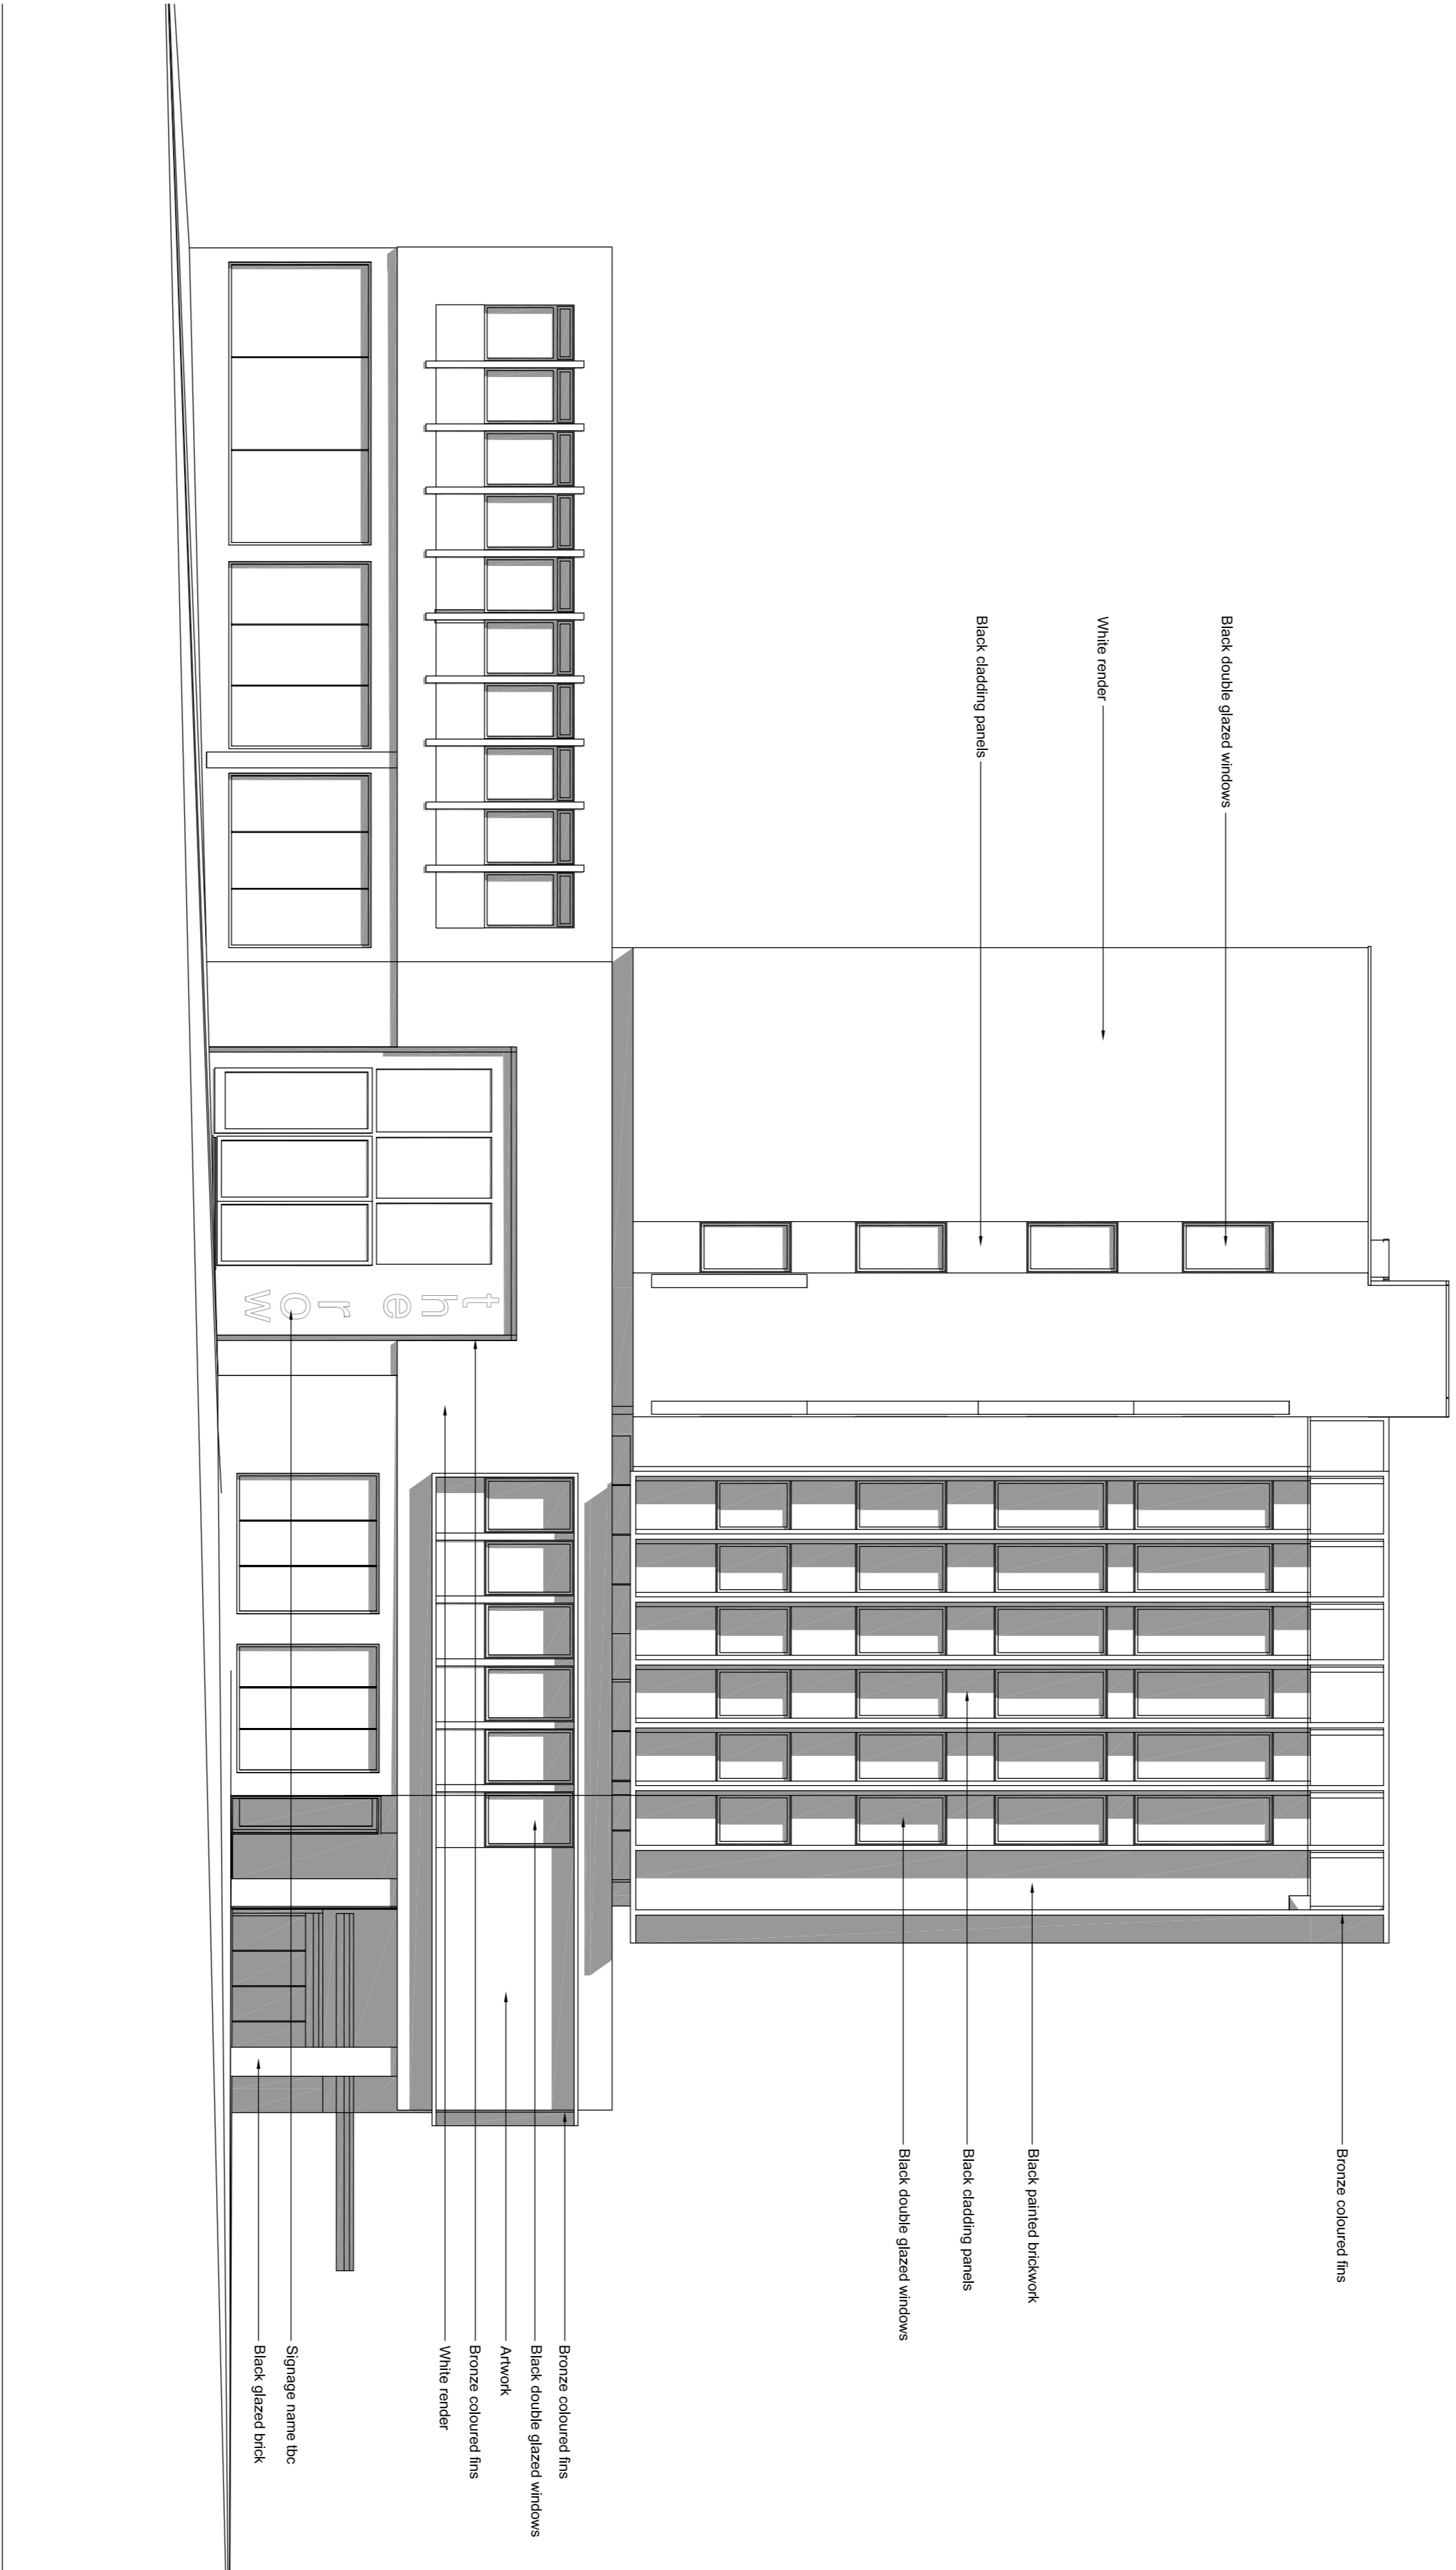 Black double glazed windows
White render
Black cladding panels
Bronze coloured fins
Black painted brickwork
Black cladding panels
Black double glazed windows
Bronze coloured fins
Black double glazed windows
Artwork
Bronze coloured fins
White render
Signage name tbc
Black glazed brick
the row